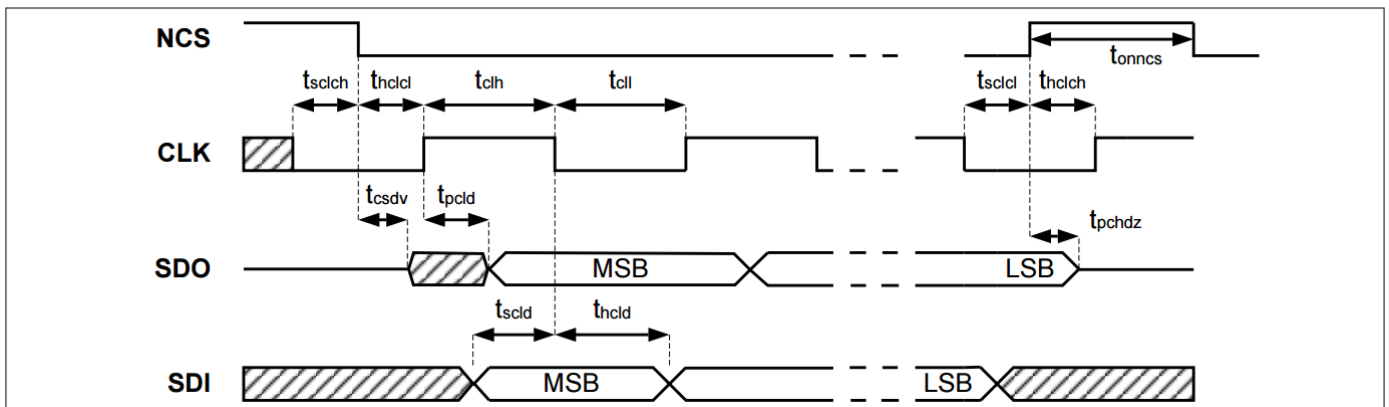 NCS
tonncs
tsclch thclcl tclh tcll tsclcl thclch
CLK
tcsdv tpcld tpchdz
SDO MSB LSB
tscld thcld
SDI MSB LSB